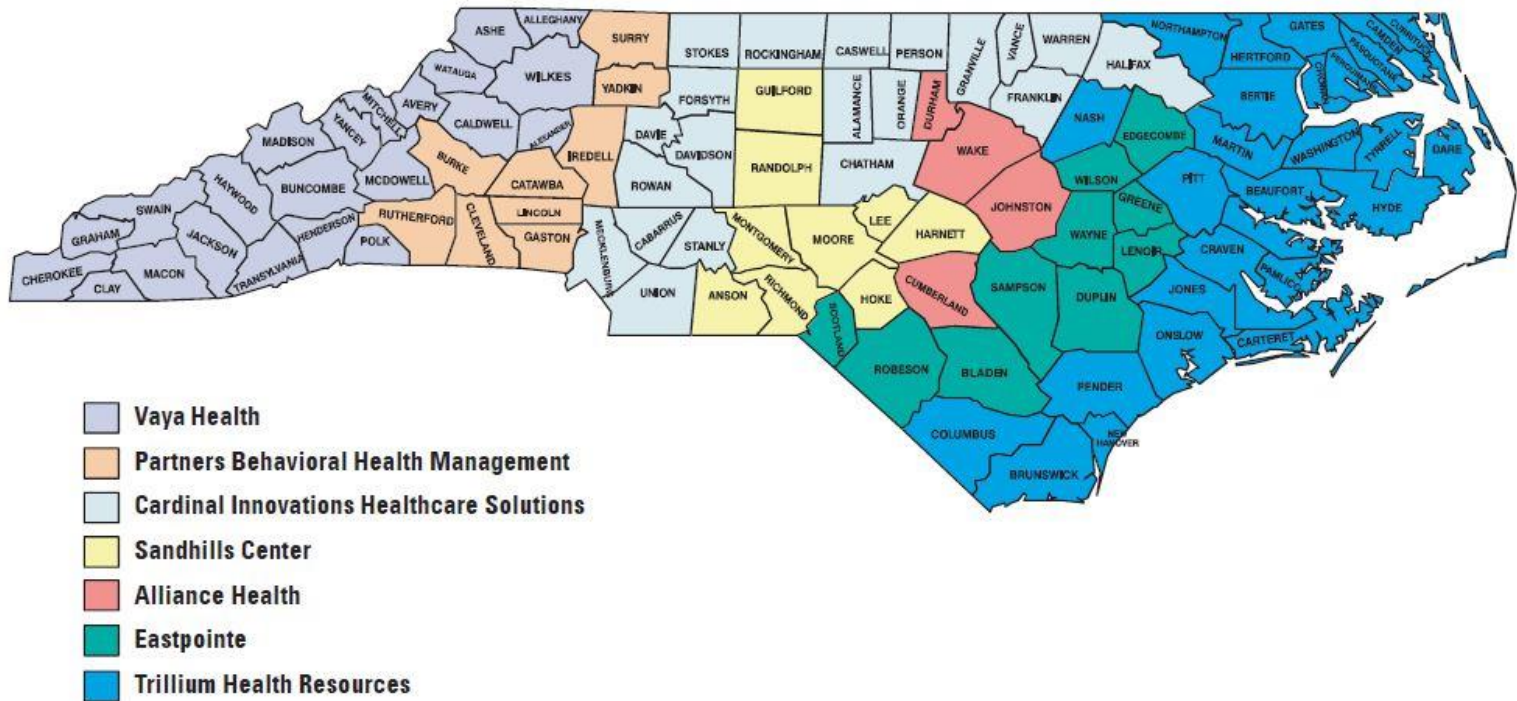 ASHE
ALLEGHANY
SURRY
STOKES
ROCKINGHAM
CASWELL
PERSON
GRANVILLE
VANCE
WARREN
NORTHAMPTON
GATES
CURRITUCK
CAMDEN
PASQUOTANK
PERQUIMANS
CHOWAN
HERTFORD
HALIFAX
WATAUGA
WILKES
YADKIN
FORSYTH
GUILFORD
ALAMANCE
ORANGE
DURHAM
FRANKLIN
BERTIE
MITCHELL
AVERY
CALDWELL
ALEXANDER
IREDELL
DAVIE
DAVIDSON
NASH
EDGECOMBE
MADISON
YANCEY
BURKE
CATAWBA
ROWAN
RANDOLPH
CHATHAM
WAKE
MARTIN
WASHINGTON
TYRRELL
DARE
HAYWOOD
BUNCOMBE
MCDOWELL
WILSON
PITT
BEAUFORT
HYDE
SWAIN
GRAHAM
JACKSON
HENDERSON
RUTHERFORD
CLEVELAND
LINCOLN
GASTON
MECKLENBURG
CABARRUS
STANLY
MONTGOMERY
MOORE
LEE
HARNETT
JOHNSTON
GREENE
WAYNE
LENOIR
CRAVEN
PAMLICO
CHEROKEE
CLAY
MACON
TRANSYLVANIA
POLK
UNION
ANSON
RICHMOND
HOKE
CUMBERLAND
SAMPSON
DUPLIN
JONES
SCOTLAND
ROBESON
BLADEN
ONSLOW
CARTERET
PENDER
COLUMBUS
NEW
HANOVER
BRUNSWICK
Vaya Health
Partners Behavioral Health Management
Cardinal Innovations Healthcare Solutions
Sandhills Center
Alliance Health
Eastpointe
Trillium Health Resources